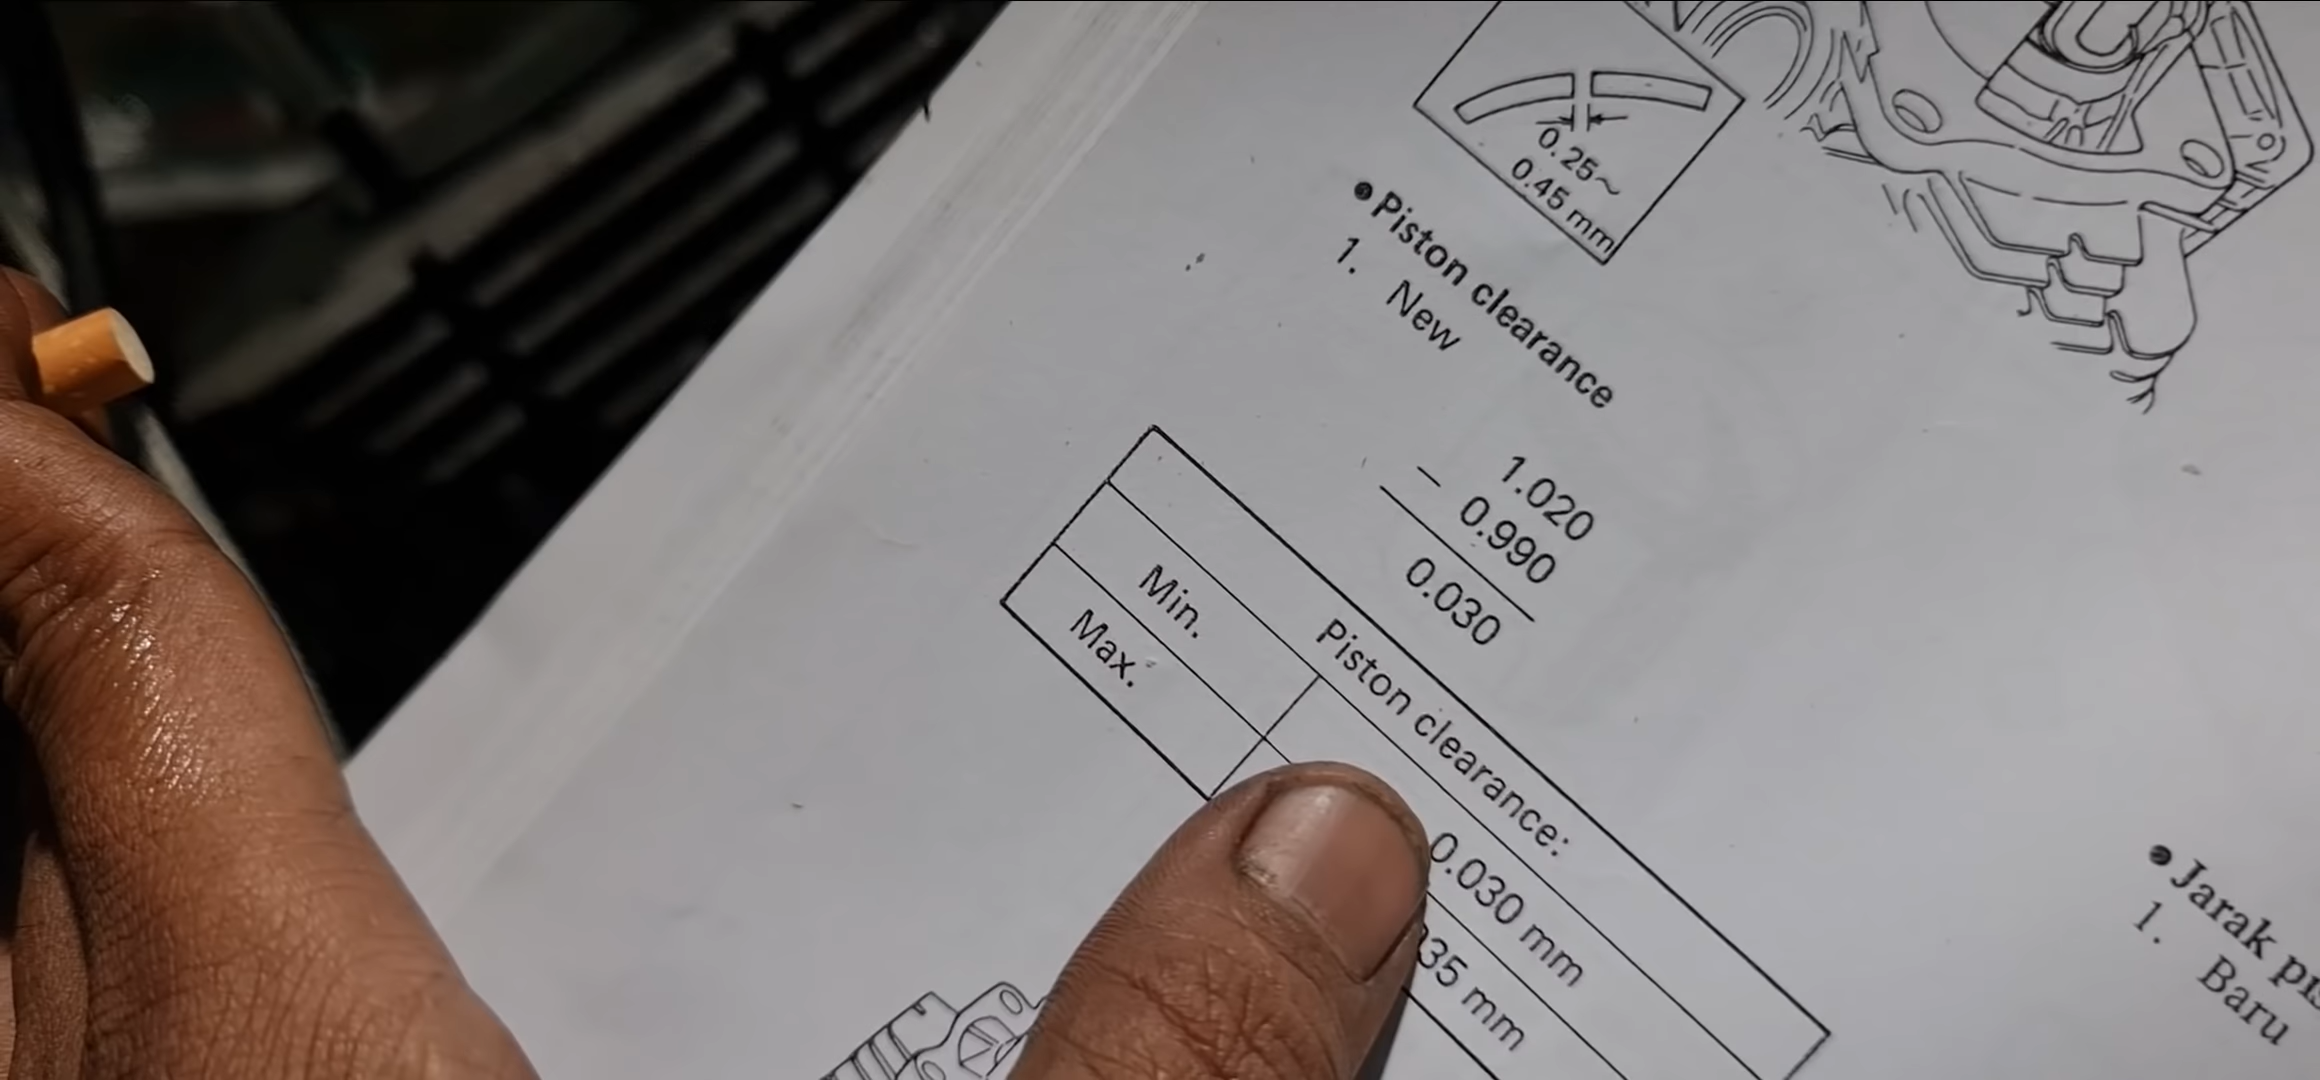 0.25~
0.45 mm
●Piston clearance
1. New
1.020
− 0.990
0.030
Piston clearance:
Min. 0.030 mm
Max. 35 mm
●Jarak
1. Baru